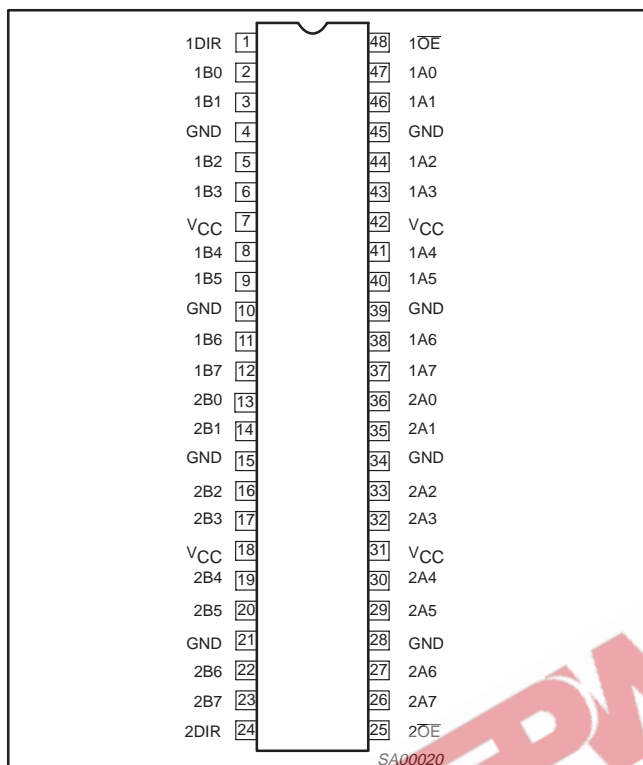 1DIR 1 48 1O̅E̅
1B0 2 47 1A0
1B1 3 46 1A1
GND 4 45 GND
1B2 5 44 1A2
1B3 6 43 1A3
VCC 7 42 VCC
1B4 8 41 1A4
1B5 9 40 1A5
GND 10 39 GND
1B6 11 38 1A6
1B7 12 37 1A7
2B0 13 36 2A0
2B1 14 35 2A1
GND 15 34 GND
2B2 16 33 2A2
2B3 17 32 2A3
VCC 18 31 VCC
2B4 19 30 2A4
2B5 20 29 2A5
GND 21 28 GND
2B6 22 27 2A6
2B7 23 26 2A7
2DIR 24 25 2O̅E̅
SA00020